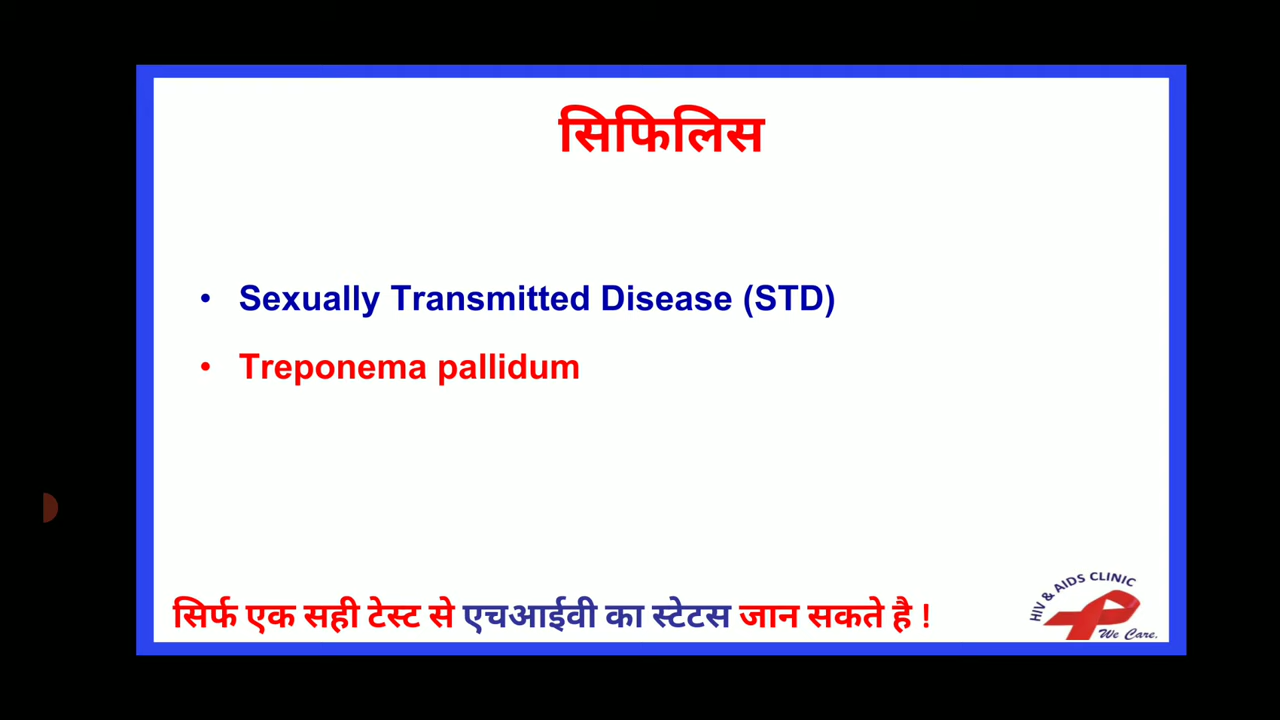 सिफिलिस
• Sexually Transmitted Disease (STD)
• Treponema pallidum
सिर्फ एक सही टेस्ट से एचआईवी का स्टेटस जान सकते है !
HIV & AIDS CLINIC
We Care.